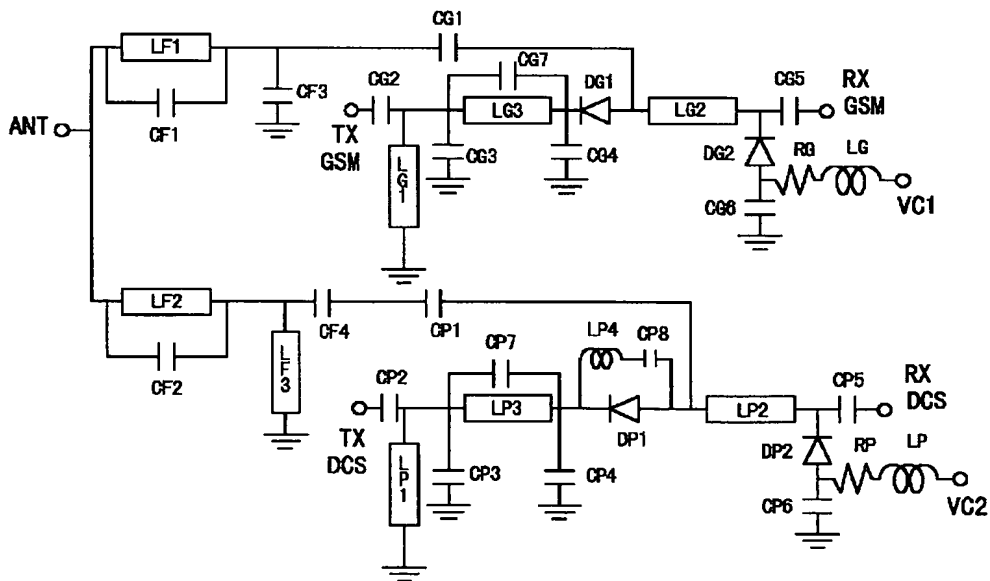 CG1
LF1
CG7
CG2
DG1
CG5
RX
GSM
CF3
LG3
LG2
ANT
CF1
TX
GSM
CG3
CG4
DG2
RG
LG
LG1
CG6
VC1
LF2
CF4
CP1
LP4
CP8
CF2
LF3
CP7
CP2
LP3
LP2
CP5
RX
DCS
TX
DCS
DP1
DP2
RP
LP
LP1
CP3
CP4
CP6
VC2